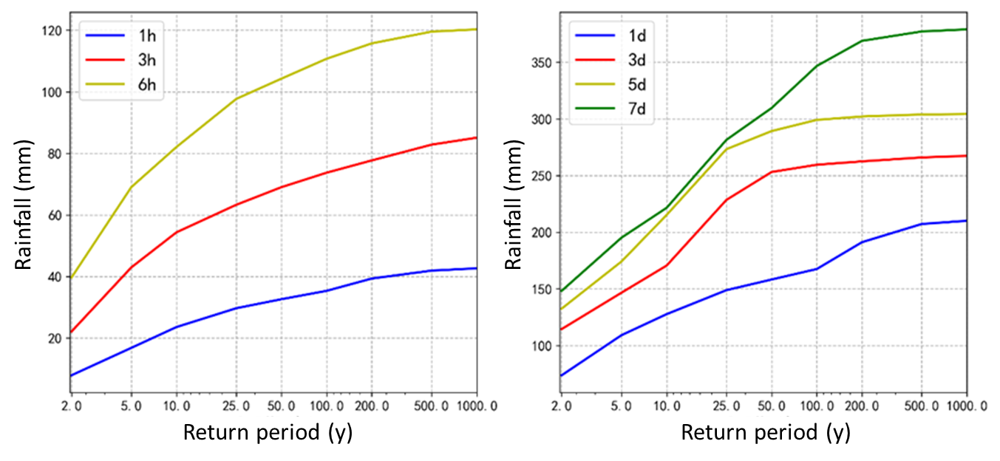 1h
3h
6h
120
100
80
60
40
20
Rainfall (mm)
2.0 5.0 10.0 25.0 50.0 100.0 200.0 500.0 1000.0
Return period (y)
1d
3d
5d
7d
350
300
250
200
150
100
Rainfall (mm)
2.0 5.0 10.0 25.0 50.0 100.0 200.0 500.0 1000.0
Return period (y)